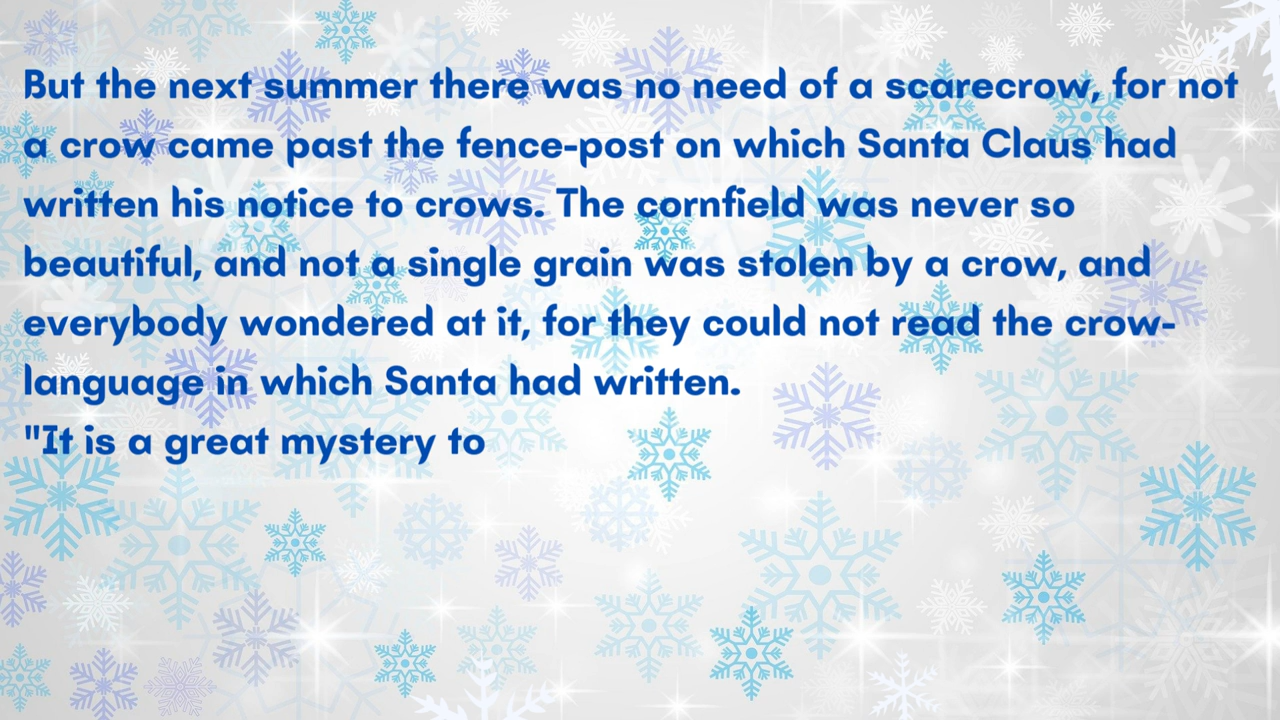 But the next summer there was no need of a scarecrow, for not
a crow came past the fence-post on which Santa Claus had
written his notice to crows. The cornfield was never so
beautiful, and not a single grain was stolen by a crow, and
everybody wondered at it, for they could not read the crow-
language in which Santa had written.
"It is a great mystery to